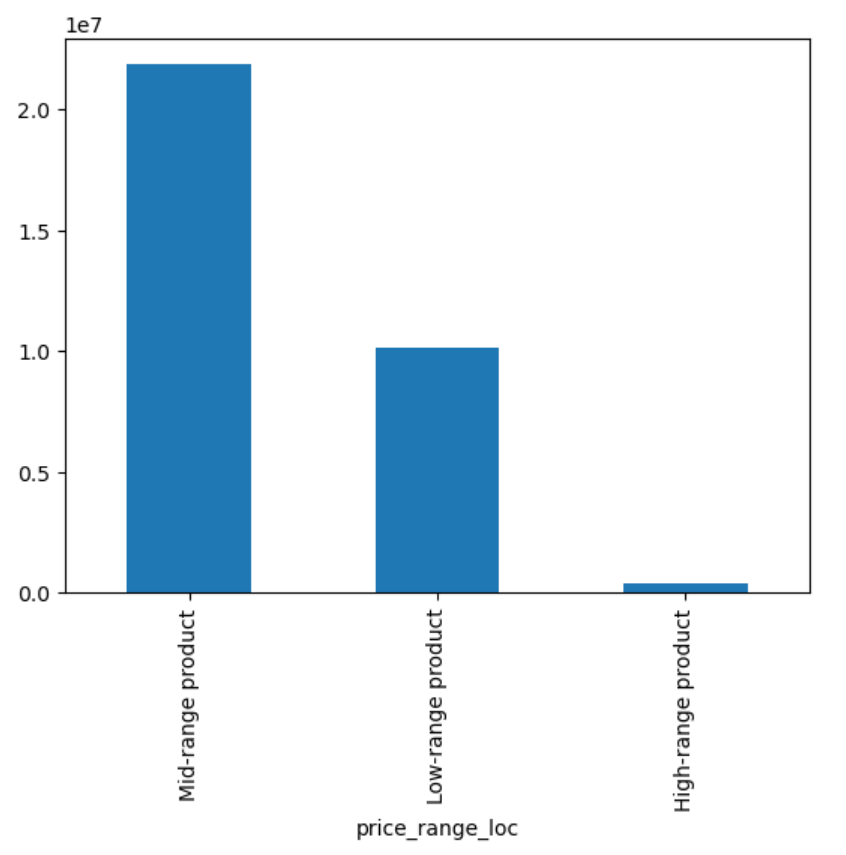 1e7
2.0
1.5
1.0
0.5
0.0
Mid-range product
Low-range product
High-range product
price_range_loc